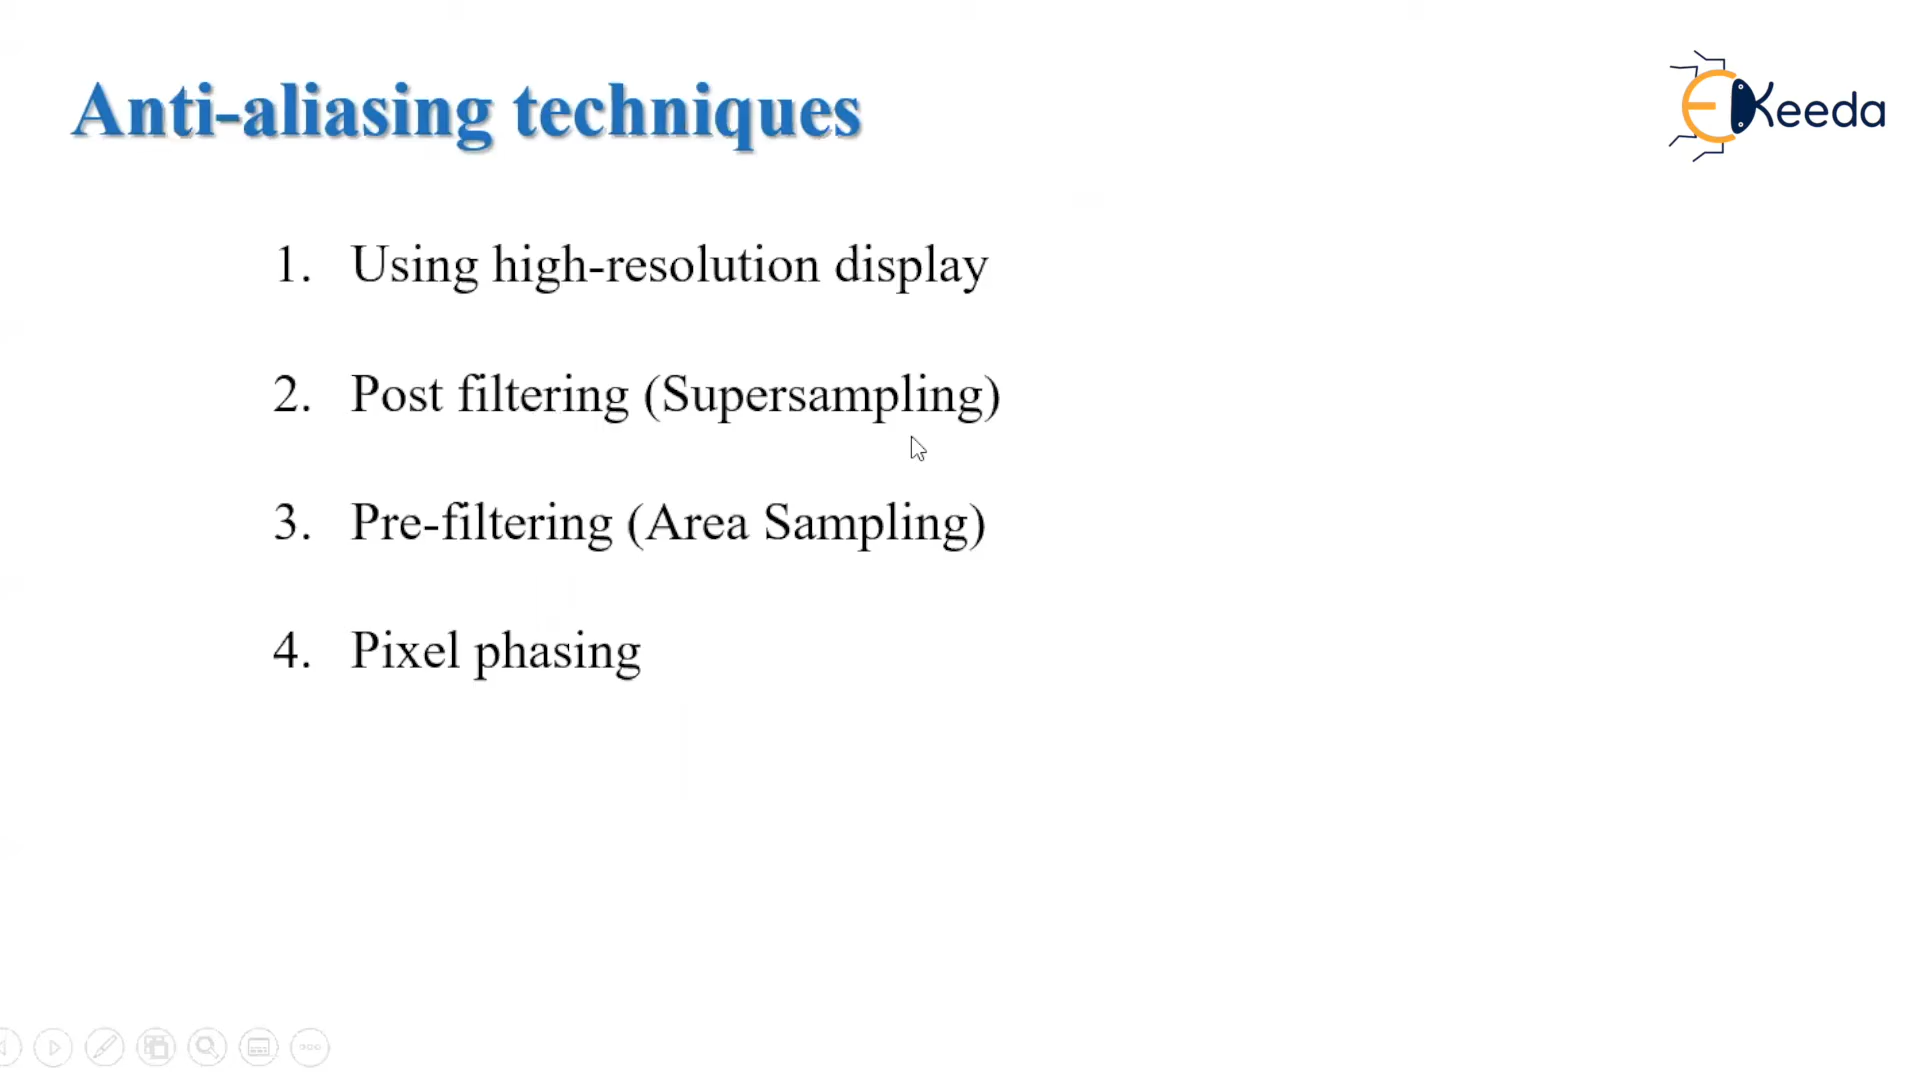 Anti-aliasing techniques
EKeeda
1. Using high-resolution display
2. Post filtering (Supersampling)
3. Pre-filtering (Area Sampling)
4. Pixel phasing